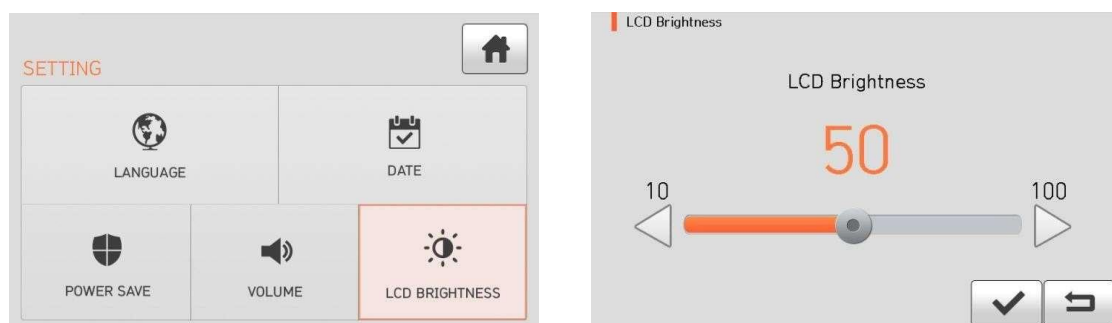 SETTING
LANGUAGE
DATE
POWER SAVE
VOLUME
LCD BRIGHTNESS
LCD Brightness
LCD Brightness
50
10
100